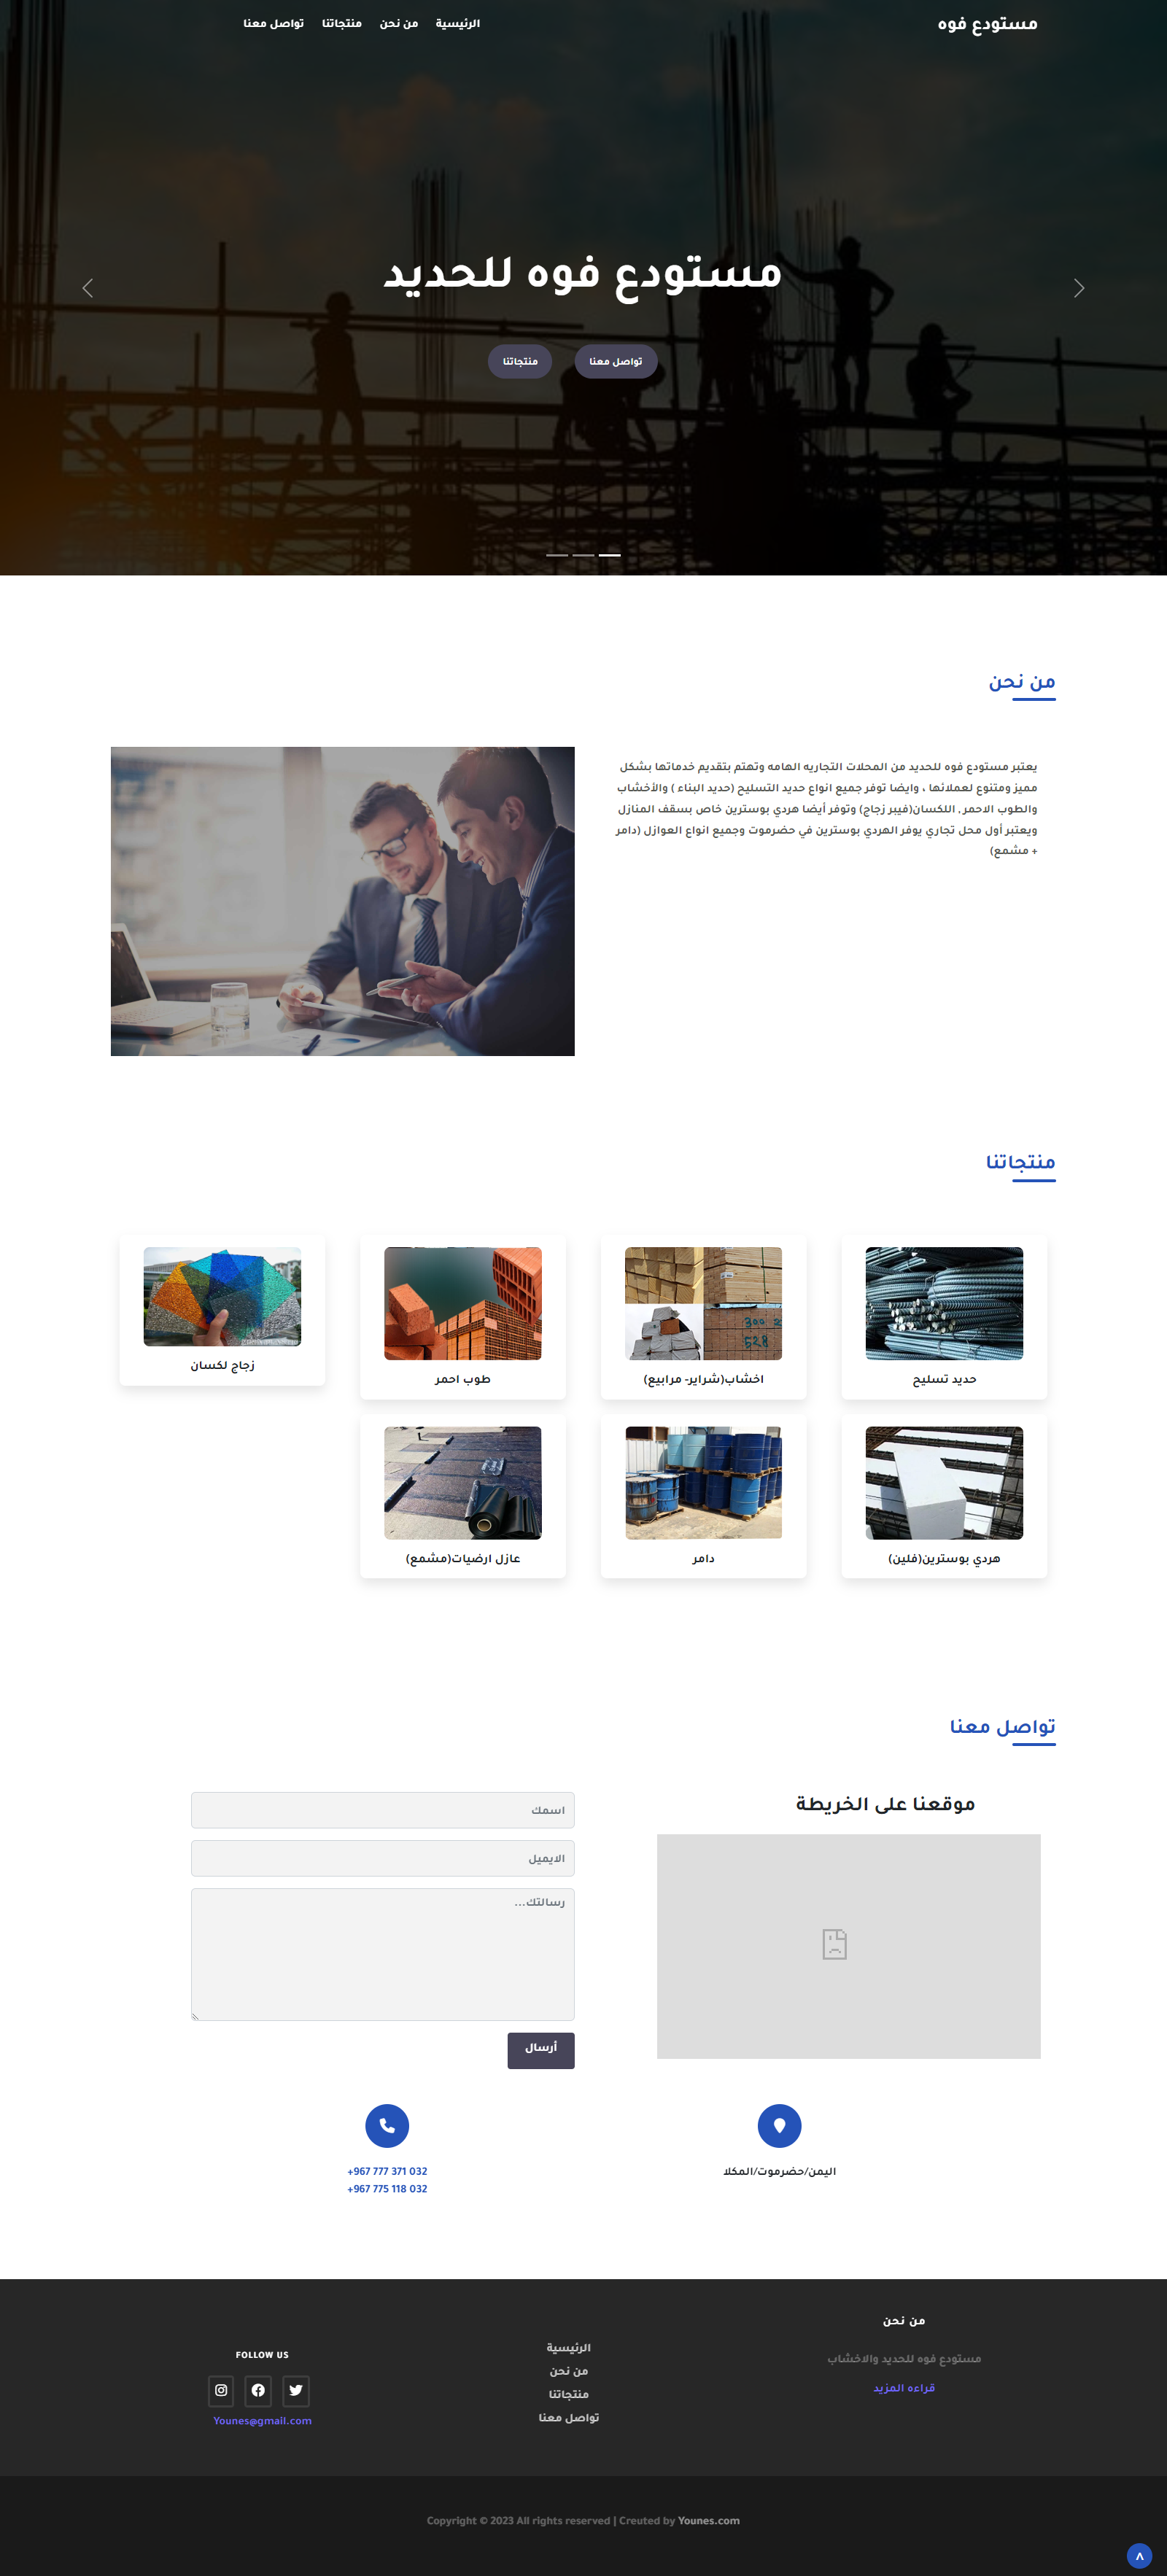 مستودع فوه
الرئيسية
من نحن
منتجاتنا
تواصل معنا
مستودع فوه للحديد
تواصل معنا
منتجاتنا
من نحن
يعتبر مستودع فوه للحديد من المحلات التجاريه الهامه وتهتم بتقديم خدماتها بشكل
مميز ومتنوع لعملائها ، وايضا توفر جميع انواع حديد التسليح (حديد البناء ) والأخشاب
والطوب الاحمر , اللكسان(فيبر زجاج) وتوفر أيضا هردي بوسترين خاص بسقف المنازل
ويعتبر أول محل تجاري يوفر الهردي بوسترين في حضرموت وجميع انواع العوازل (دامر
+ مشمع)
منتجاتنا
حديد تسليح
اخشاب(شراير- مرابيع)
طوب احمر
زجاج لكسان
هردي بوسترين(فلين)
دامر
عازل ارضيات(مشمع)
تواصل معنا
موقعنا على الخريطة
اسمك
الايميل
رسالتك...
أرسال
اليمن/حضرموت/المكلا
+967 777 371 032
+967 775 118 032
من نحن
مستودع فوه للحديد والاخشاب
قراءه المزيد
الرئيسية
من نحن
منتجاتنا
تواصل معنا
FOLLOW US
Younes@gmail.com
Copyright © 2023 All rights reserved | Creuted by Younes.com